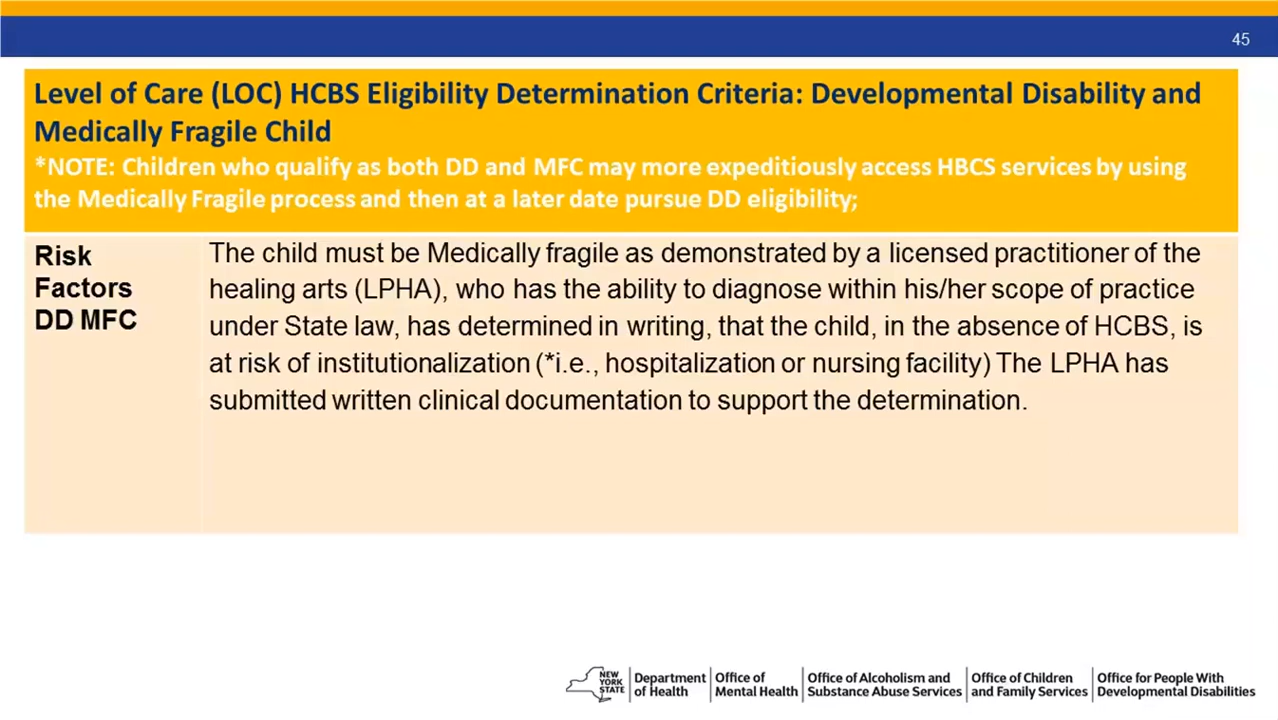 45
Level of Care (LOC) HCBS Eligibility Determination Criteria: Developmental Disability and
Medically Fragile Child
*NOTE: Children who qualify as both DD and MFC may more expeditiously access HBCS services by using
the Medically Fragile process and then at a later date pursue DD eligibility;
Risk
Factors
DD MFC
The child must be Medically fragile as demonstrated by a licensed practitioner of the
healing arts (LPHA), who has the ability to diagnose within his/her scope of practice
under State law, has determined in writing, that the child, in the absence of HCBS, is
at risk of institutionalization (*i.e., hospitalization or nursing facility) The LPHA has
submitted written clinical documentation to support the determination.
NEW
YORK
STATE
Department
of Health
Office of
Mental Health
Office of Alcoholism and
Substance Abuse Services
Office of Children
and Family Services
Office for People With
Developmental Disabilities